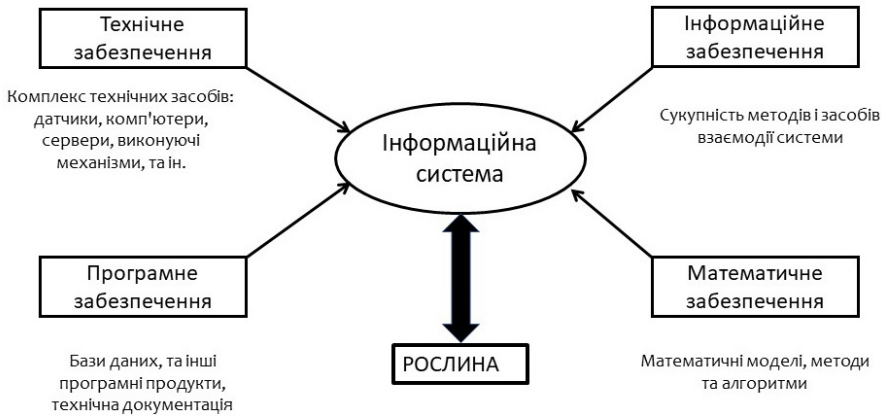 Технічне
забезпечення
Комплекс технічних засобів:
датчики, комп'ютери,
сервери, виконуючі
механізми, та ін.
Інформаційне
забезпечення
Сукупність методів і засобів
взаємодії системи
Інформаційна
система
Програмне
забезпечення
Бази даних, та інші
програмні продукти,
технічна документація
РОСЛИНА
Математичне
забезпечення
Математичні моделі, методи
та алгоритми